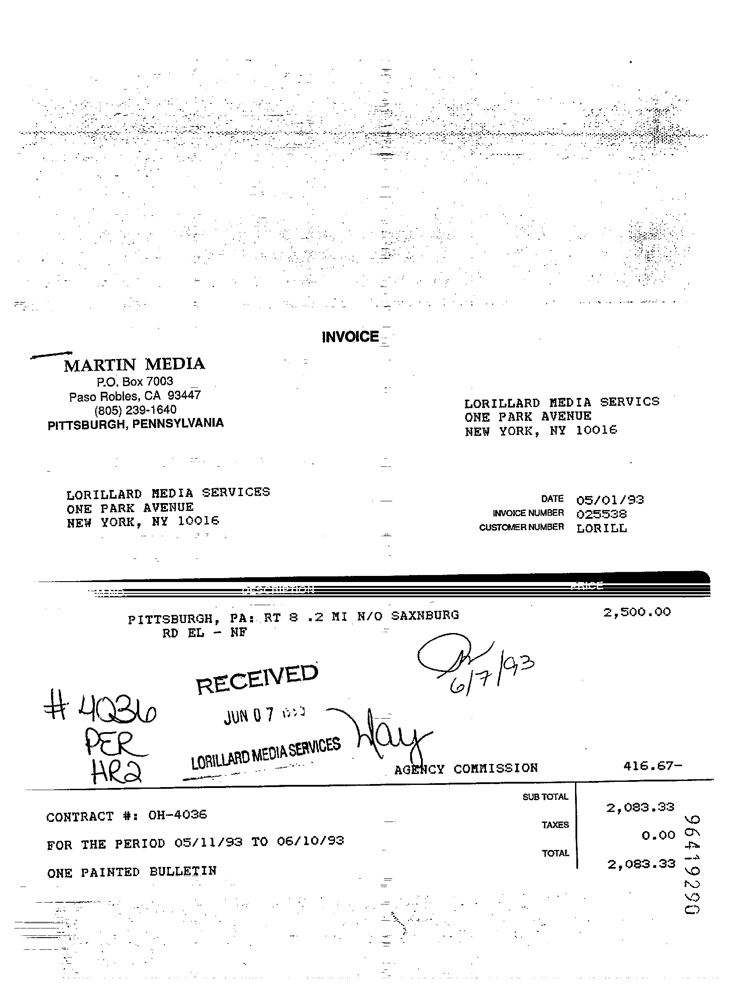 INVOICE
MARTIN MEDIA
P.O. Box 7003
Paso Robles, CA 93447
(805) 239-1640
PITTSBURGH, PENNSYLVANIA
LORILLARD MEDIA SERVICS
ONE PARK AVENUE
NEW YORK, NY 10016
LORILLARD MEDIA SERVICES
ONE PARK AVENUE
NEW YORK, NY 10016
DATE 05/01/93
INVOICE NUMBER 025538
CUSTOMER NUMBER LORILL
DESCRIPTION PRICE
PITTSBURGH, PA: RT 8 .2 MI N/O SAXNBURG 2,500.00
RD EL - NF
6/7/93
RECEIVED
JUN 07
LORILLARD MEDIA SERVICES
# 4036
PER
HR2
May
AGENCY COMMISSION 416.67-
SUB TOTAL 2,083.33
CONTRACT #: OH-4036
TAXES 0.00
FOR THE PERIOD 05/11/93 TO 06/10/93
TOTAL 2,083.33
ONE PAINTED BULLETIN
96419290